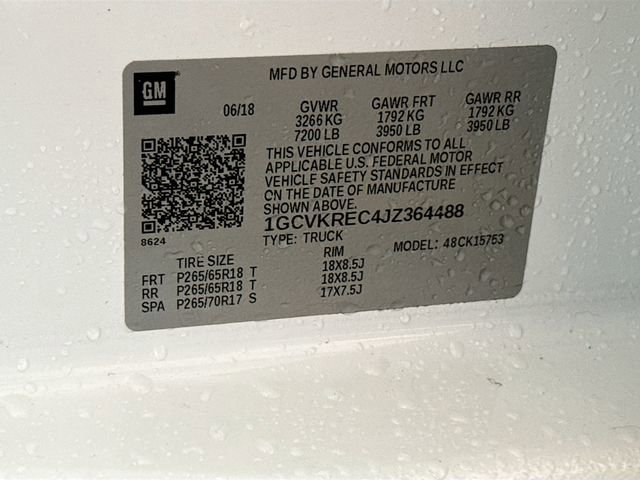 GM
MFD BY GENERAL MOTORS LLC
06/18 GVWR GAWR FRT GAWR RR
3266 KG 1792 KG 1792 KG
7200 LB 3950 LB 3950 LB
THIS VEHICLE CONFORMS TO ALL
APPLICABLE U.S. FEDERAL MOTOR
VEHICLE SAFETY STANDARDS IN EFFECT
ON THE DATE OF MANUFACTURE
SHOWN ABOVE.
1GCVKREC4JZ364488
8624
TYPE: TRUCK MODEL: 48CK15753
TIRE SIZE RIM
FRT P265/65R18 T 18X8.5J
RR P265/65R18 T 18X8.5J
SPA P265/70R17 S 17X7.5J